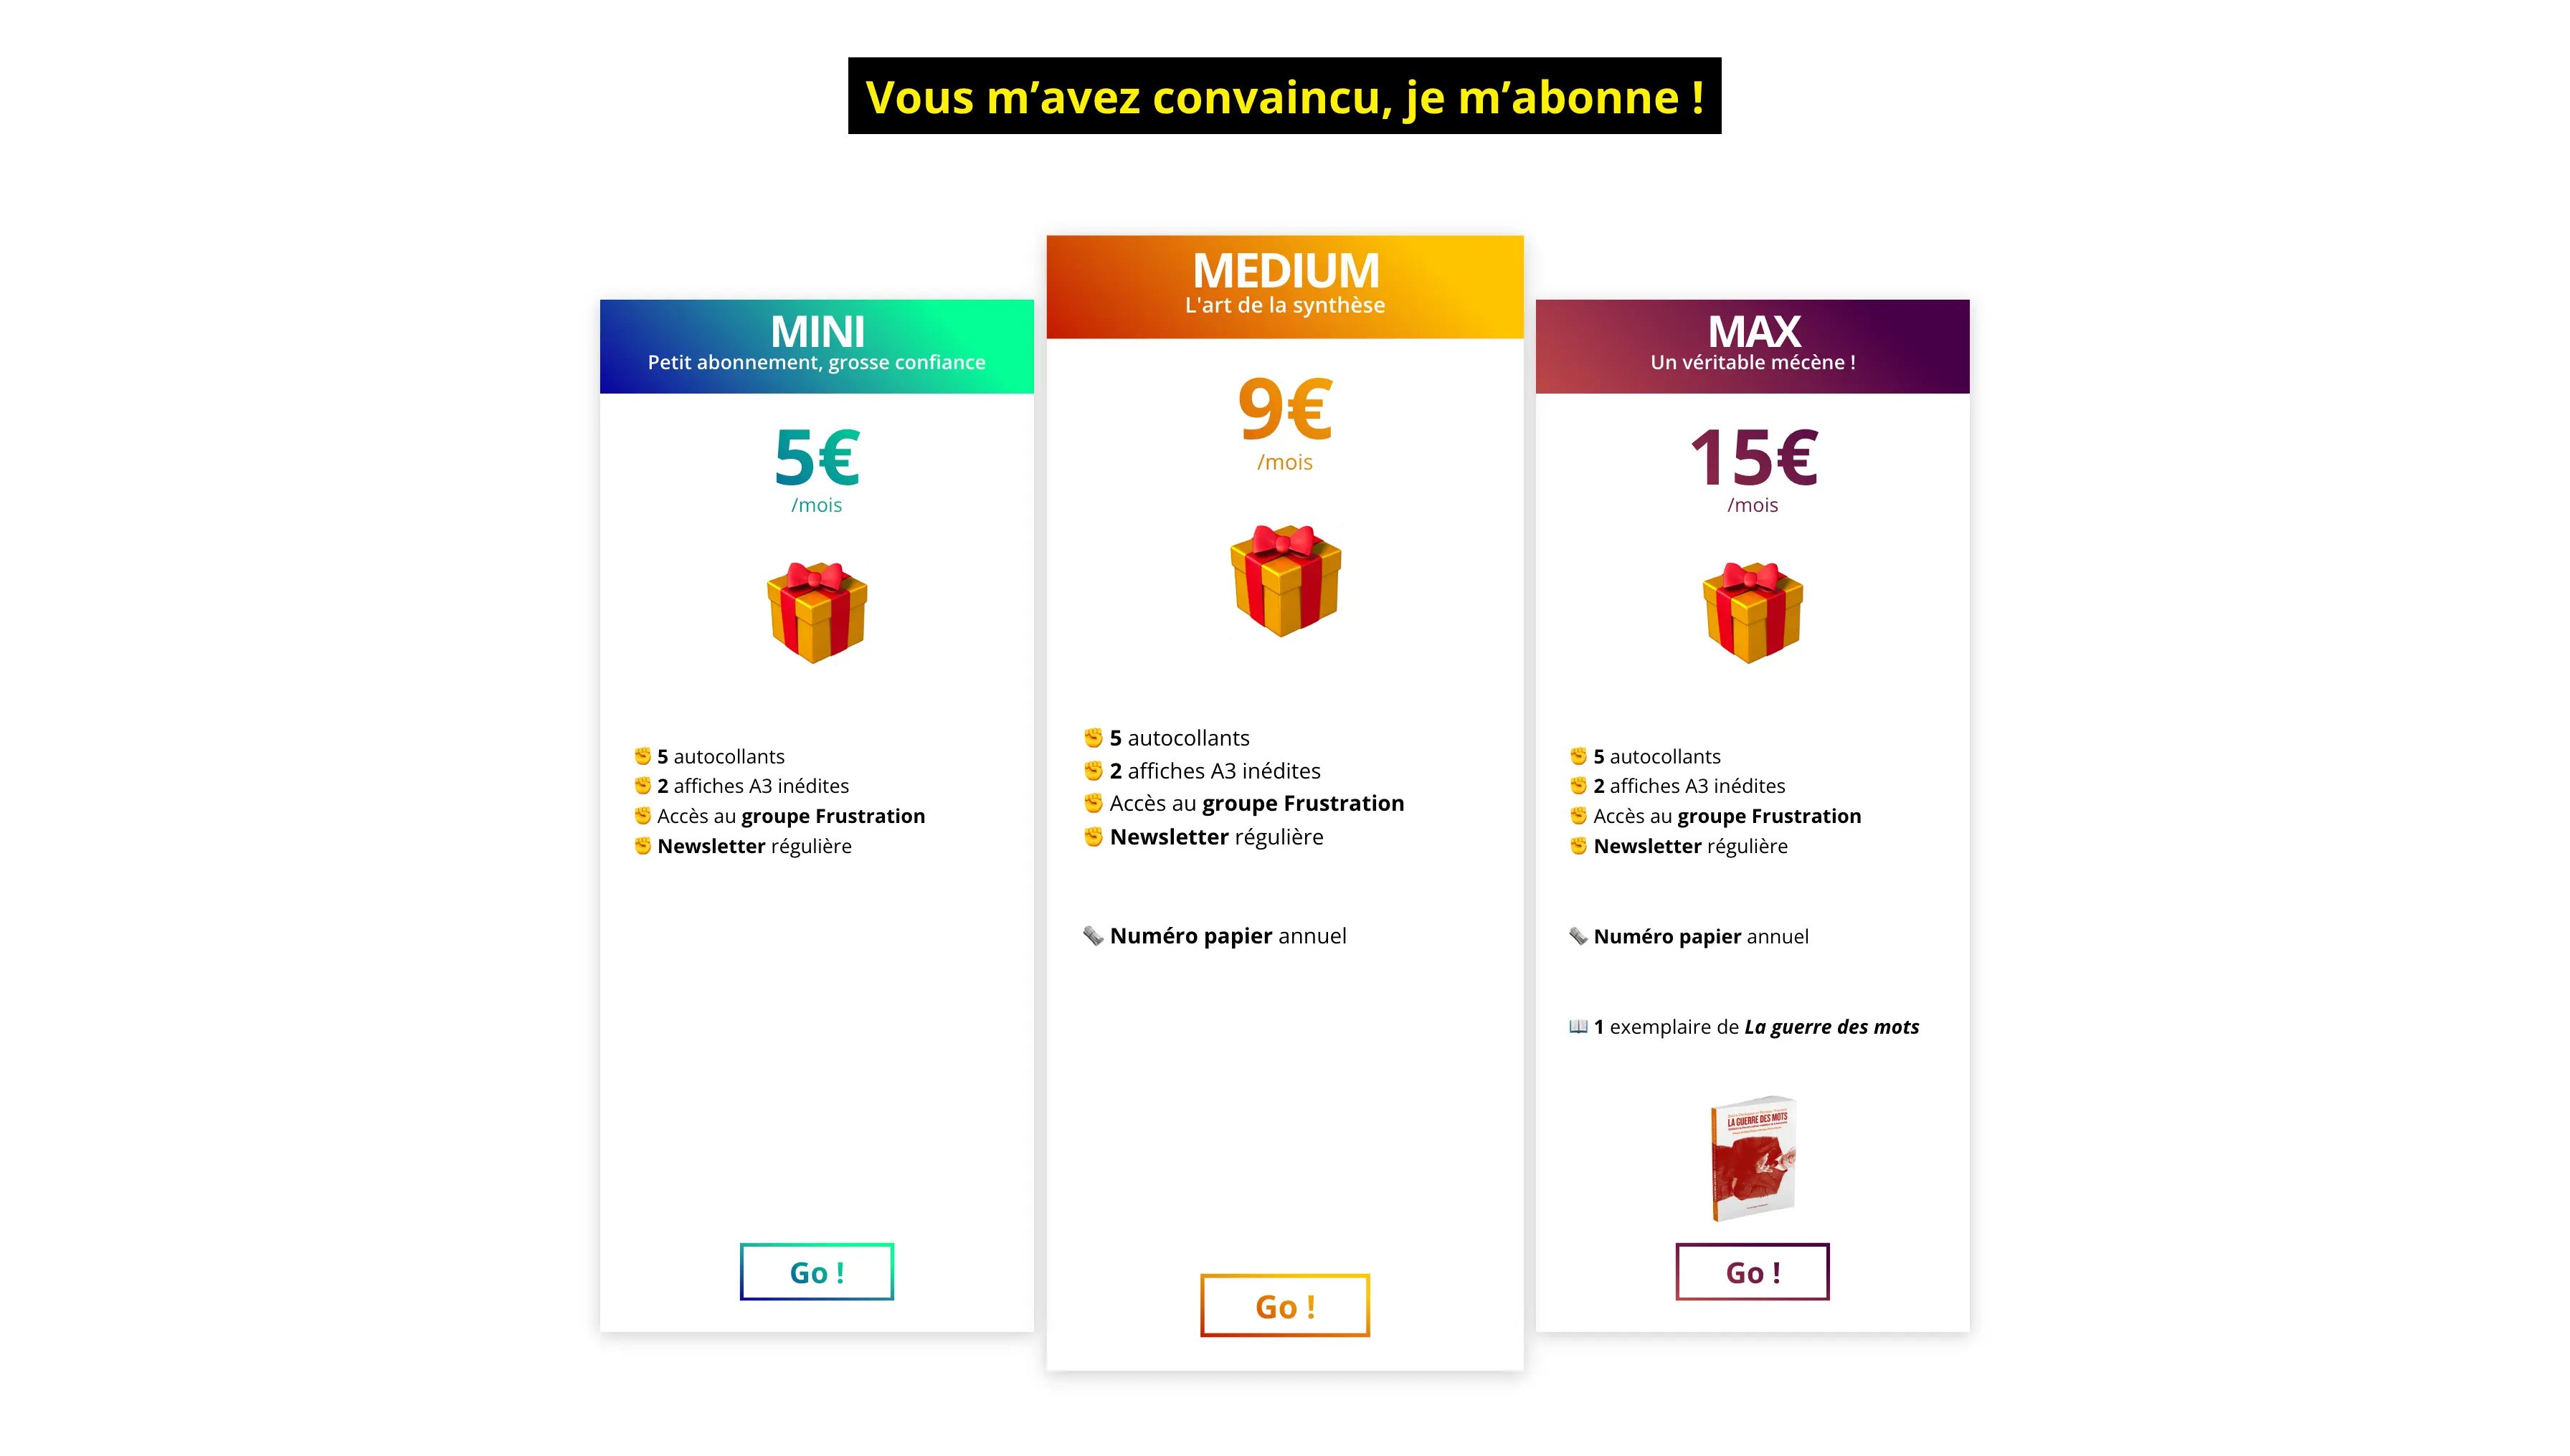 Vous m’avez convaincu, je m’abonne !
MINI
Petit abonnement, grosse confiance
5€
/mois
5 autocollants
2 affiches A3 inédites
Accès au groupe Frustration
Newsletter régulière
Go !
MEDIUM
L'art de la synthèse
9€
/mois
5 autocollants
2 affiches A3 inédites
Accès au groupe Frustration
Newsletter régulière
Numéro papier annuel
Go !
MAX
Un véritable mécène !
15€
/mois
5 autocollants
2 affiches A3 inédites
Accès au groupe Frustration
Newsletter régulière
Numéro papier annuel
1 exemplaire de La guerre des mots
LA GUERRE DES MOTS
Go !